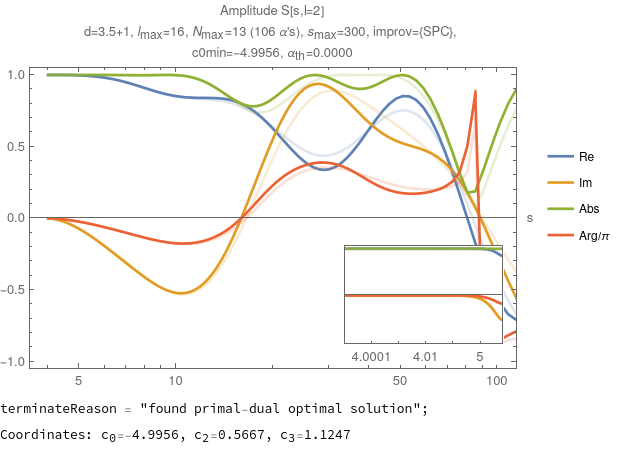 Amplitude S[s,l=2]
d=3.5+1, lmax=16, Nmax=13 (106 α's), smax=300, improv={SPC},
c0min=-4.9956, αth=0.0000
1.0
0.5
0.0
-0.5
-1.0
5
10
50
100
s
4.0001
4.01
5
Re
Im
Abs
Arg/π
terminateReason = "found primal-dual optimal solution";
Coordinates: c0=-4.9956, c2=0.5667, c3=1.1247